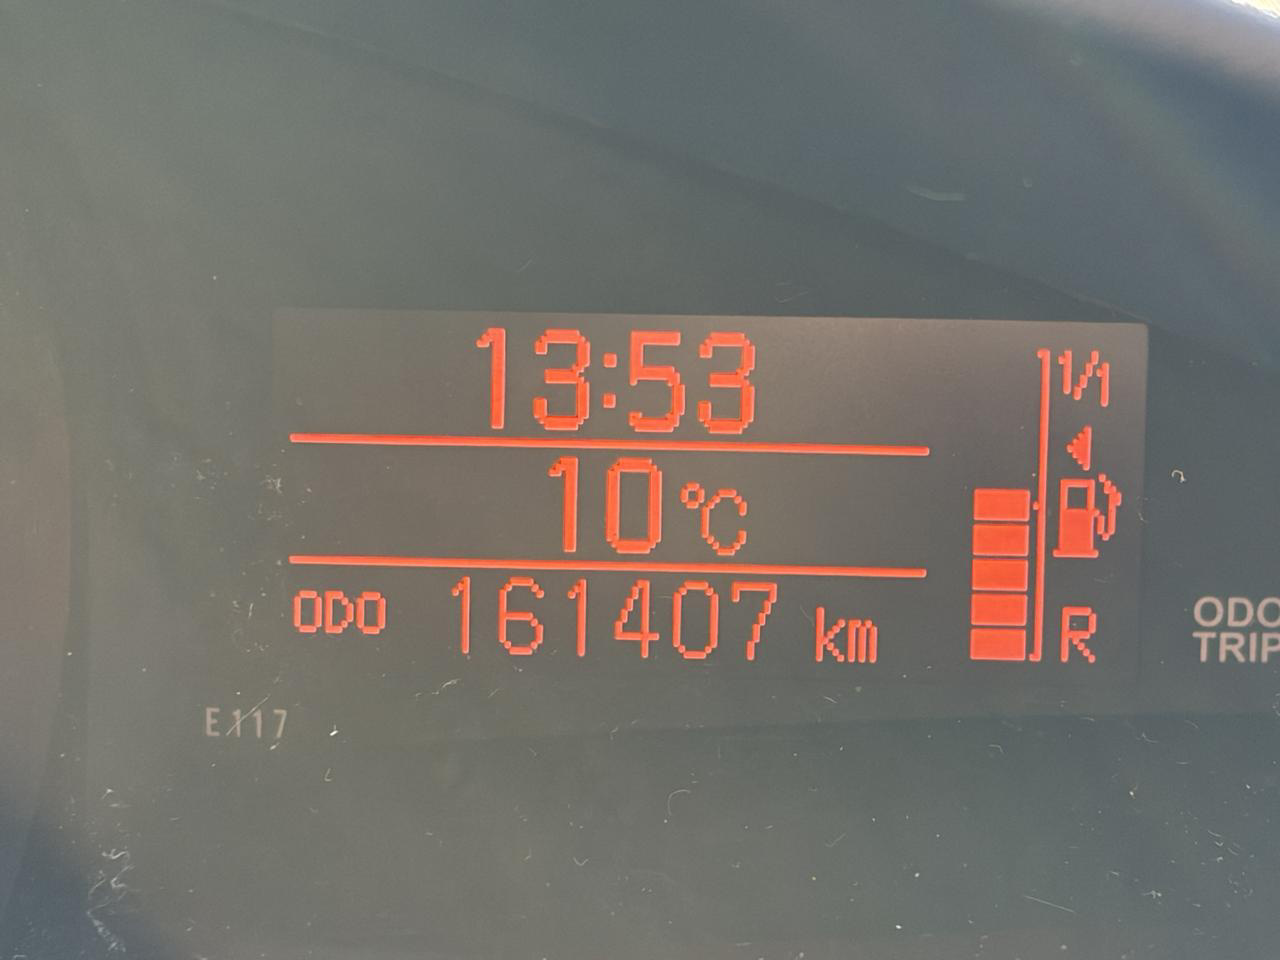 13:53
1/1
10 °C
ODO 161407 km
R
ODO
TRIP
E117